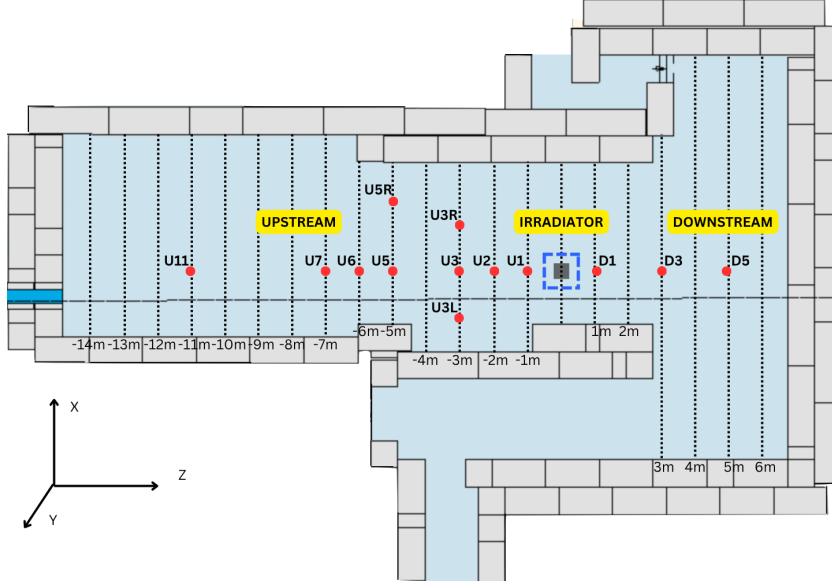 U5R
U3R
UPSTREAM
IRRADIATOR
DOWNSTREAM
U11
U7
U6
U5
U3
U2
U1
D1
D3
D5
U3L
-6m
-5m
1m
2m
-14m
-13m
-12m
-11m
-10m
-9m
-8m
-7m
-4m
-3m
-2m
-1m
X
Z
Y
3m
4m
5m
6m